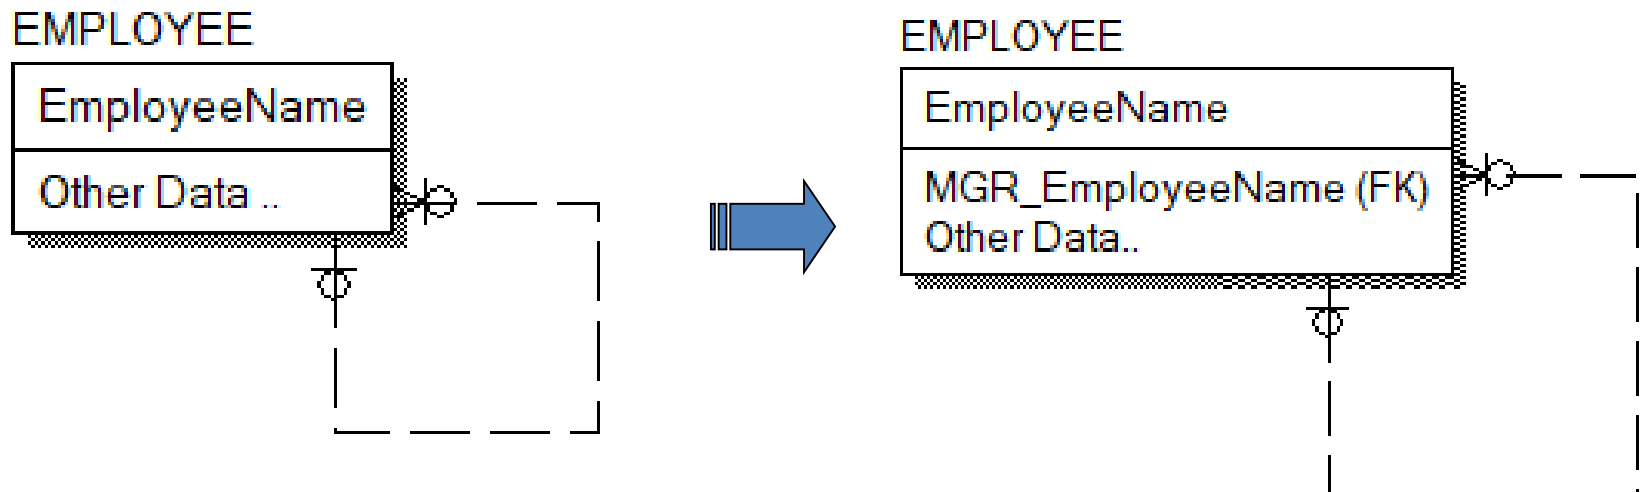 EMPLOYEE
EmployeeName
Other Data ..
EMPLOYEE
EmployeeName
MGR_EmployeeName (FK)
Other Data..